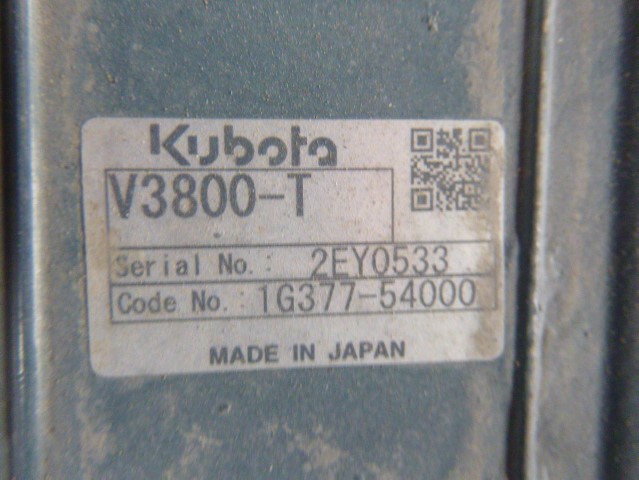 Kubota
V3800-T
Serial No.: 2EY0533
Code No.: 1G377-54000
MADE IN JAPAN